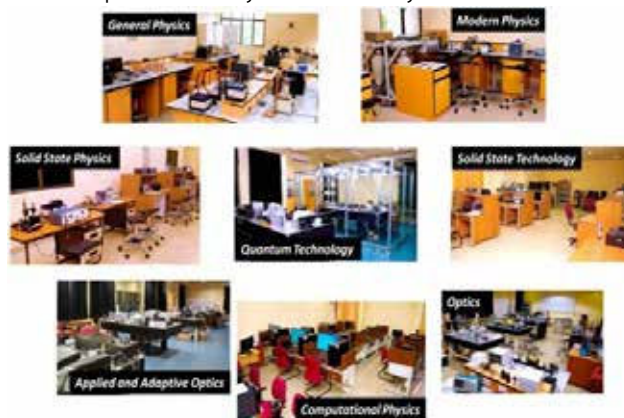 General Physics
Modern Physics
Solid State Physics
Quantum Technology
Solid State Technology
Applied and Adaptive Optics
Computational Physics
Optics